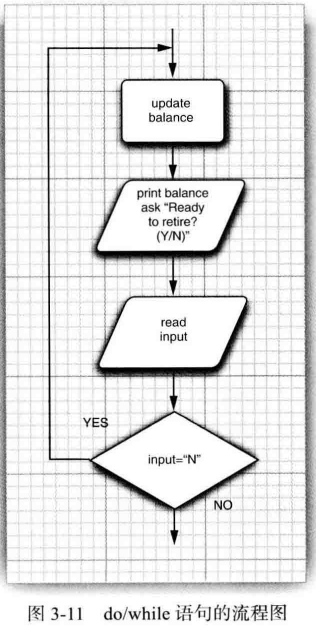 update
balance
print balance
ask “Ready
to retire?
(Y/N)”
read
input
YES
input=“N”
NO
图 3-11 do/while 语句的流程图